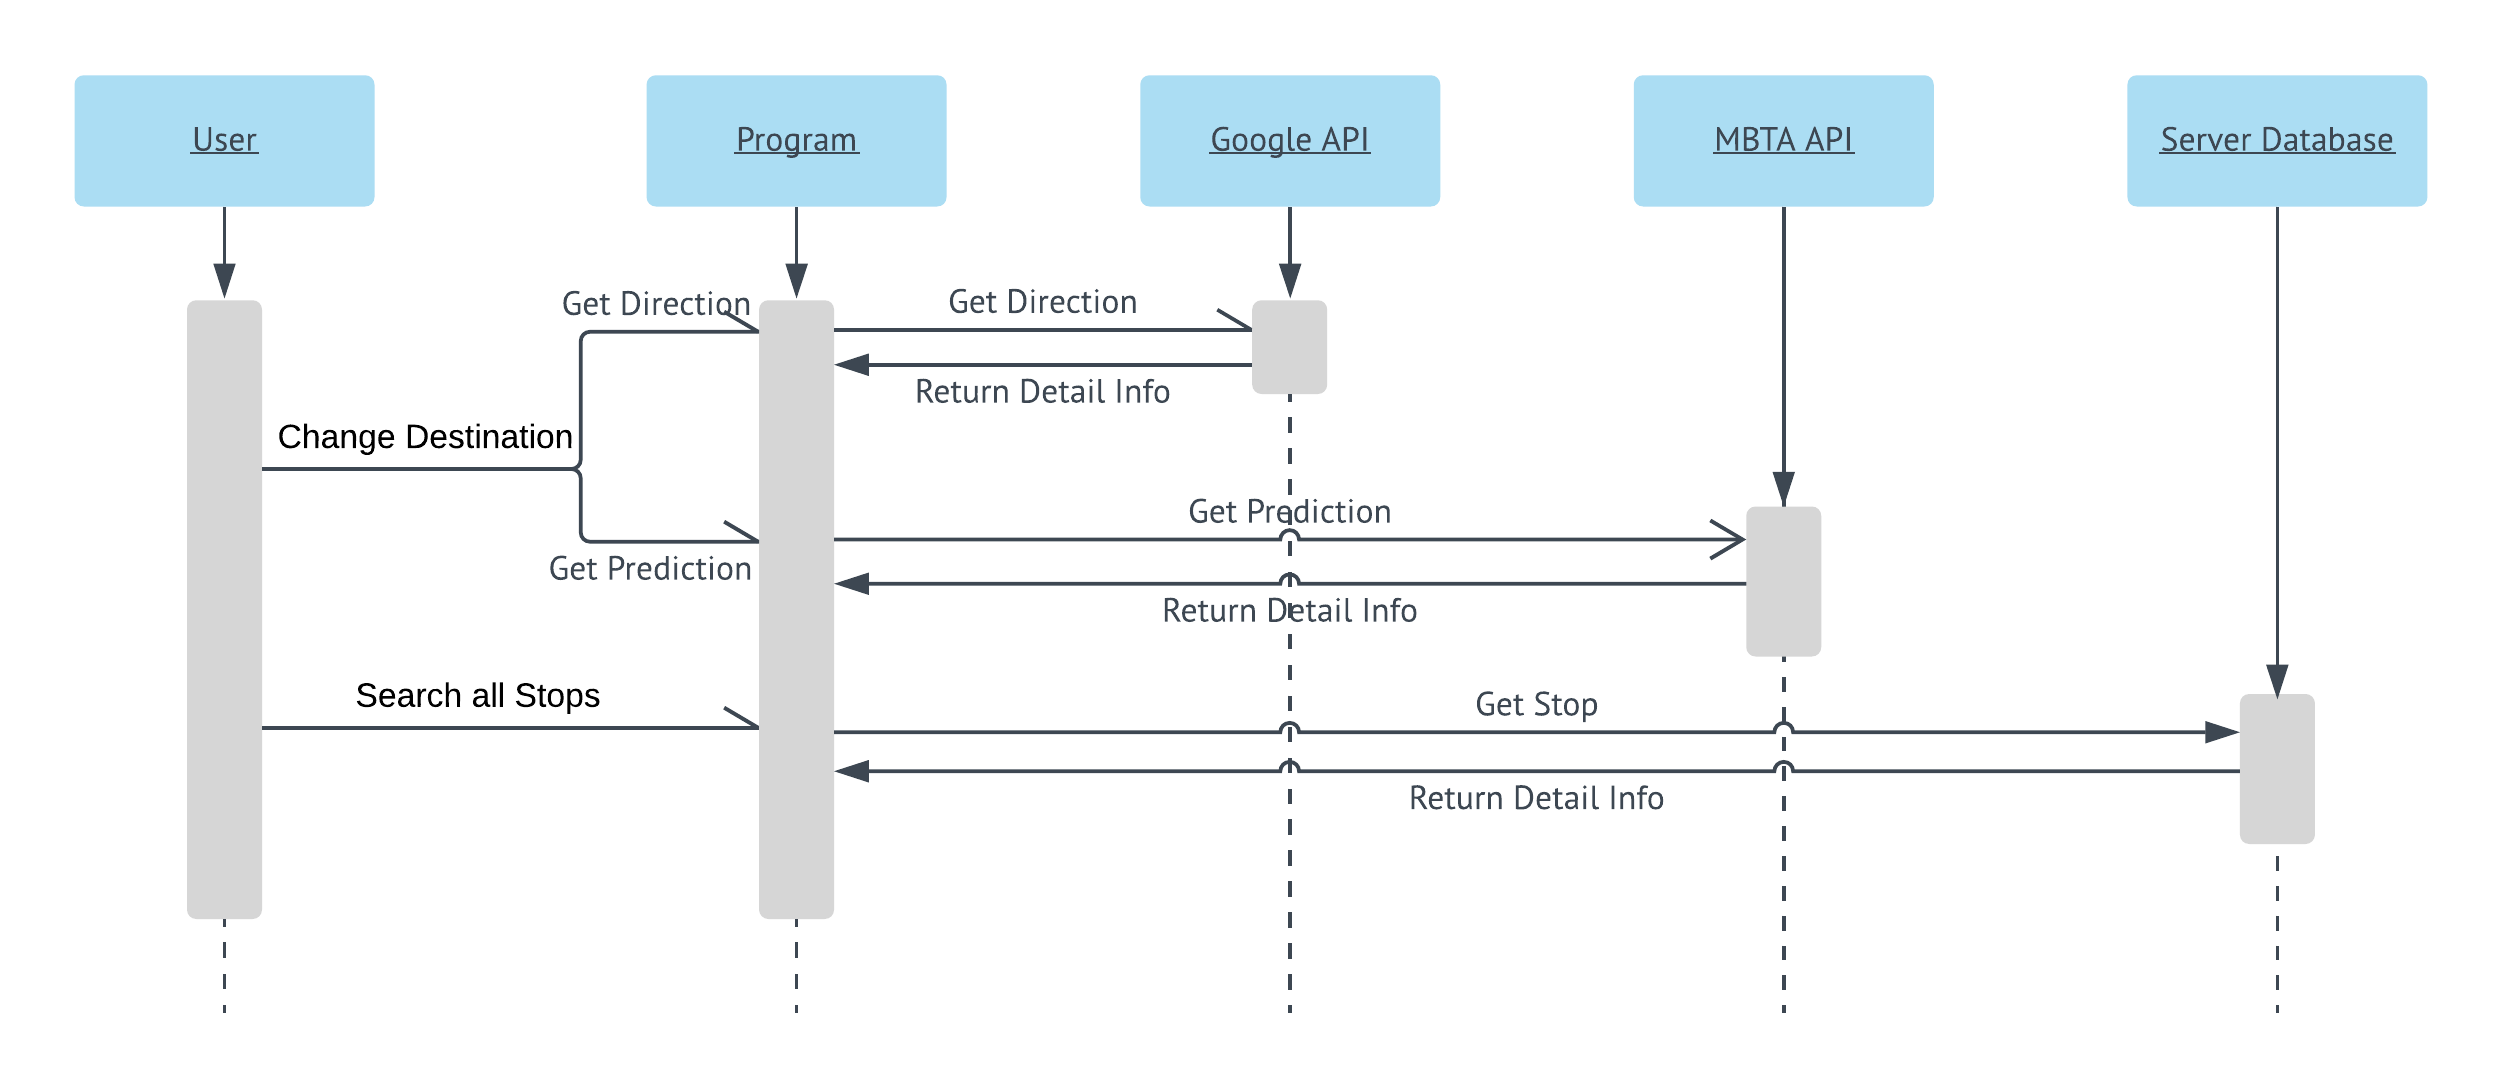 User
Program
Google API
MBTA API
Server Database
Get Direction
Get Direction
Return Detail Info
Change Destination
Get Prediction
Get Prediction
Return Detail Info
Search all Stops
Get Stop
Return Detail Info